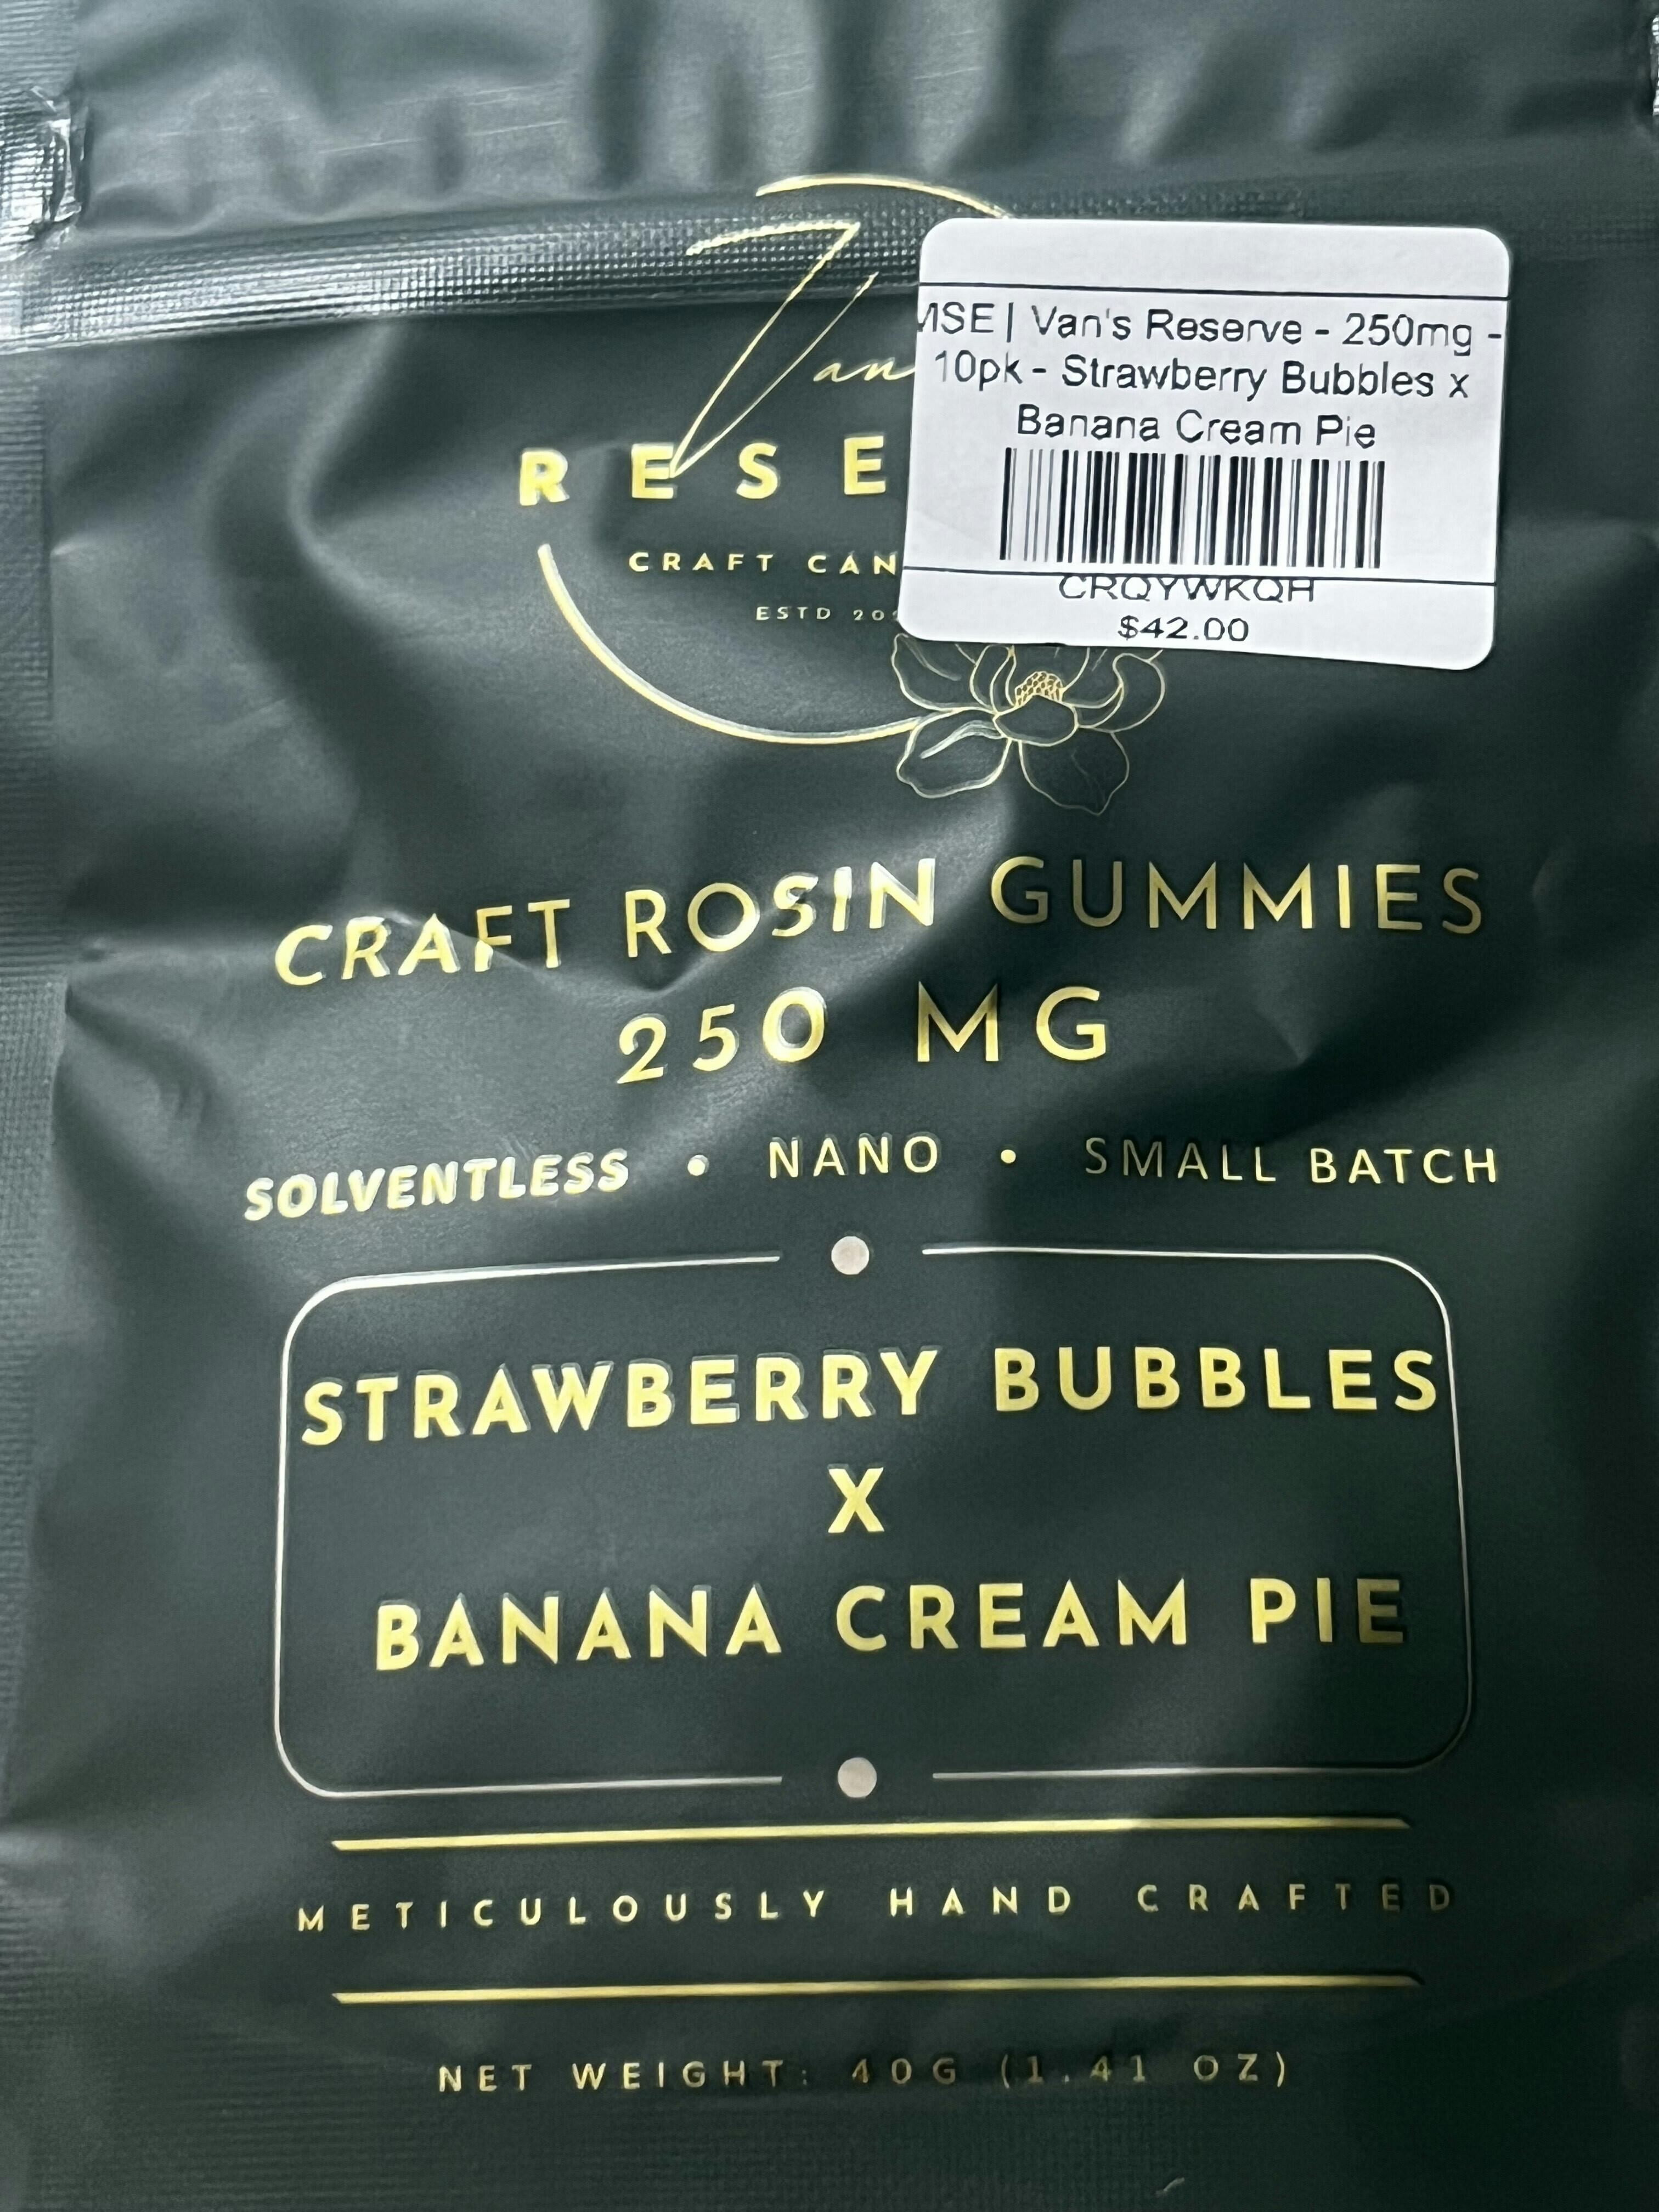 Van
RESE
CRAFT CAN
ESTD 20
MSE | Van's Reserve - 250mg -
10pk - Strawberry Bubbles x
Banana Cream Pie
CRQYWKQH
$42.00
CRAFT ROSIN GUMMIES
250 MG
SOLVENTLESS • NANO • SMALL BATCH
STRAWBERRY BUBBLES
X
BANANA CREAM PIE
METICULOUSLY HAND CRAFTED
NET WEIGHT: 40G (1.41 OZ)